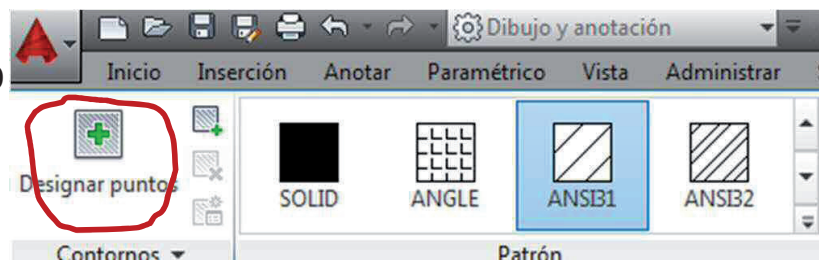 Dibujo y anotación
Inicio Inserción Anotar Paramétrico Vista Administrar
Designar puntos
SOLID ANGLE ANSI31 ANSI32
Contornos Patrón